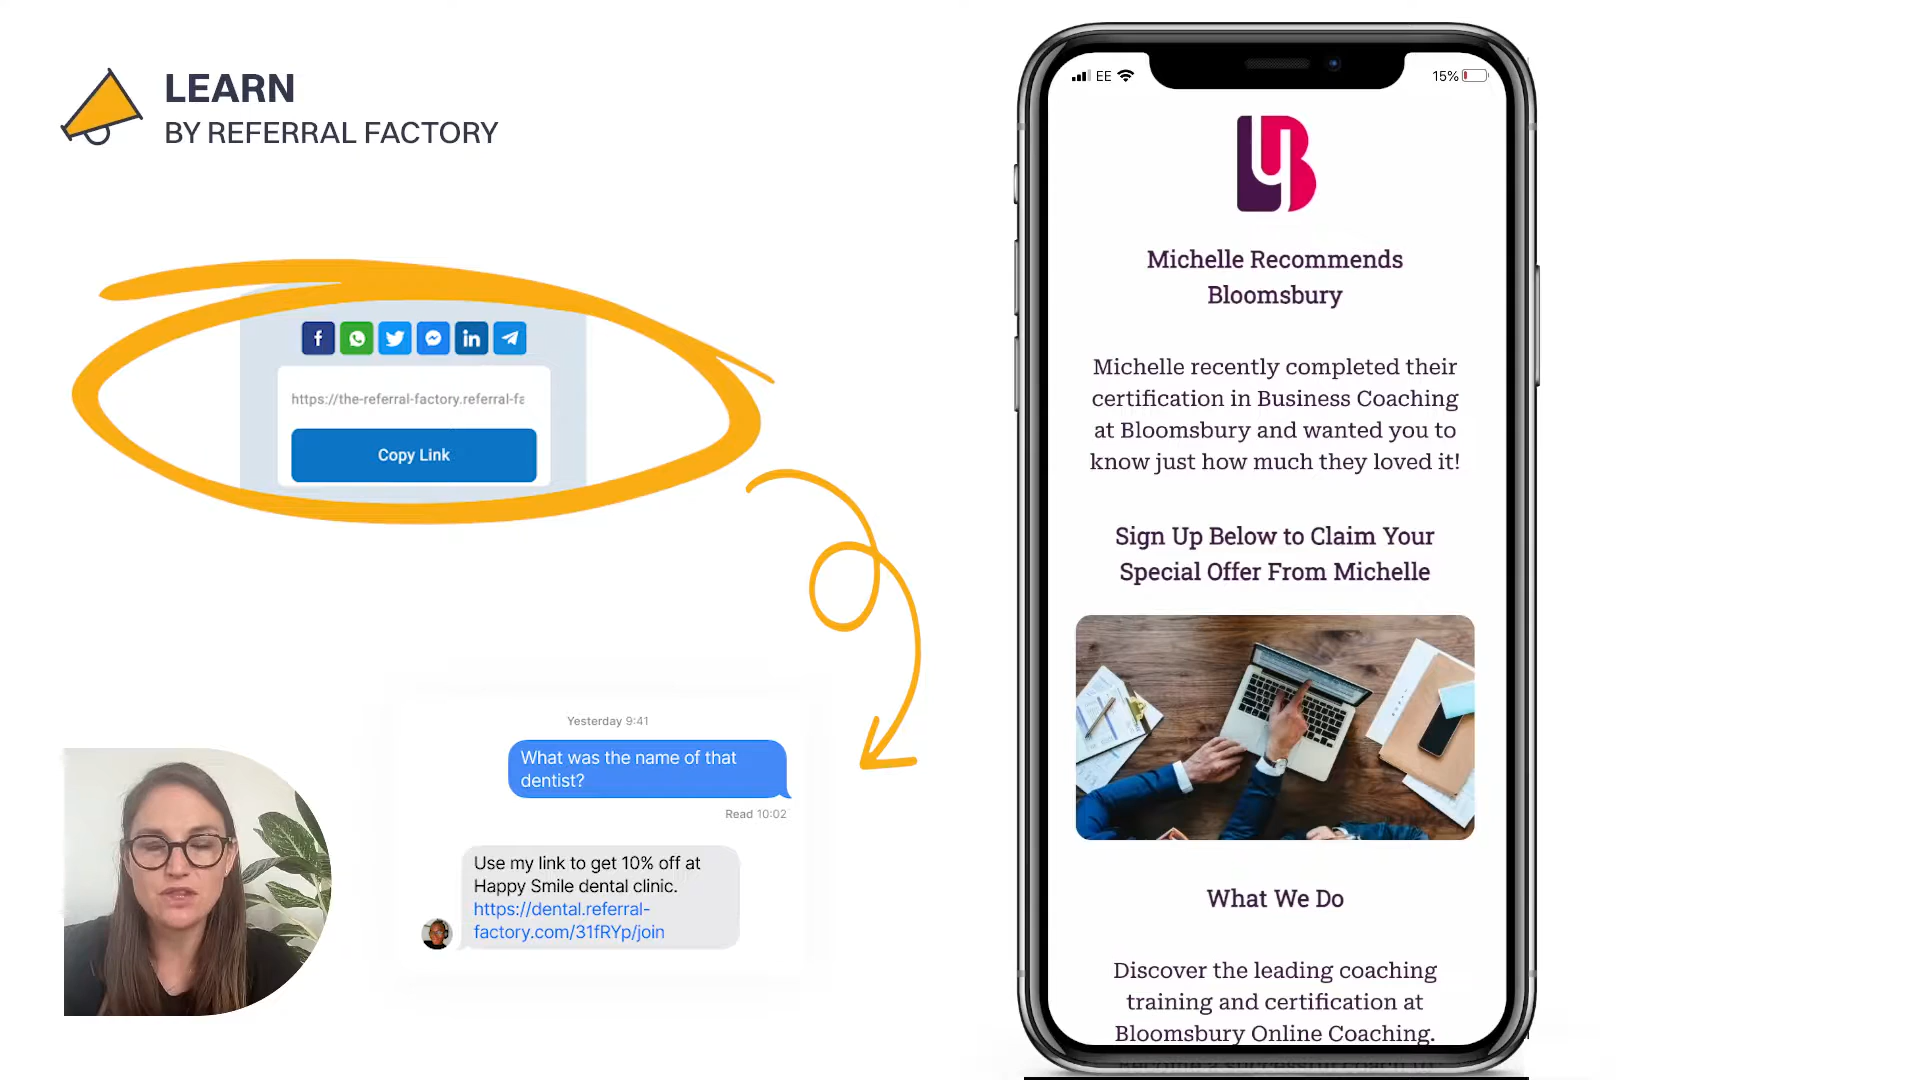 LEARN
BY REFERRAL FACTORY
f
in
https://the-referral-factory.referral-fa
Copy Link
Yesterday 9:41
What was the name of that
dentist?
Read 10:02
Use my link to get 10% off at
Happy Smile dental clinic.
https://dental.referral-
factory.com/31fRYp/join
EE
15%
Michelle Recommends
Bloomsbury
Michelle recently completed their
certification in Business Coaching
at Bloomsbury and wanted you to
know just how much they loved it!
Sign Up Below to Claim Your
Special Offer From Michelle
What We Do
Discover the leading coaching
training and certification at
Bloomsbury Online Coaching.